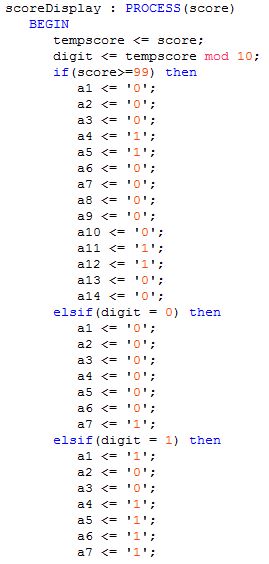 scoreDisplay : PROCESS(score)
BEGIN
tempscore <= score;
digit <= tempscore mod 10;
if(score>=99) then
a1 <= '0';
a2 <= '0';
a3 <= '0';
a4 <= '1';
a5 <= '1';
a6 <= '0';
a7 <= '0';
a8 <= '0';
a9 <= '0';
a10 <= '0';
a11 <= '1';
a12 <= '1';
a13 <= '0';
a14 <= '0';
elsif(digit = 0) then
a1 <= '0';
a2 <= '0';
a3 <= '0';
a4 <= '0';
a5 <= '0';
a6 <= '0';
a7 <= '1';
elsif(digit = 1) then
a1 <= '1';
a2 <= '0';
a3 <= '0';
a4 <= '1';
a5 <= '1';
a6 <= '1';
a7 <= '1';